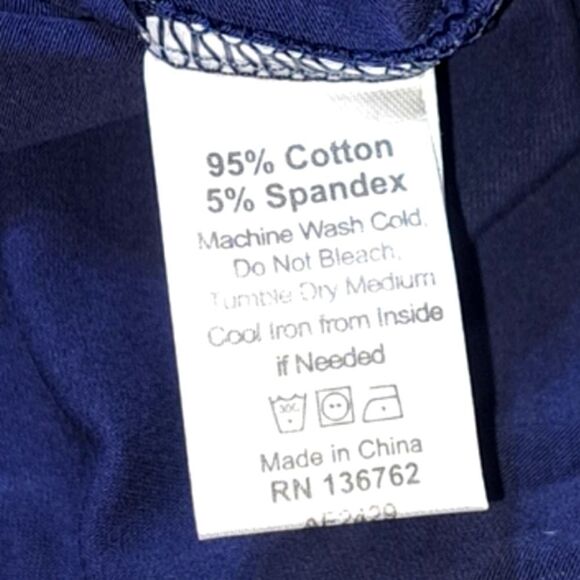 95% Cotton
5% Spandex
Machine Wash Cold,
Do Not Bleach,
Tumble Dry Medium
Cool Iron from Inside
if Needed
30C
Made in China
RN 136762